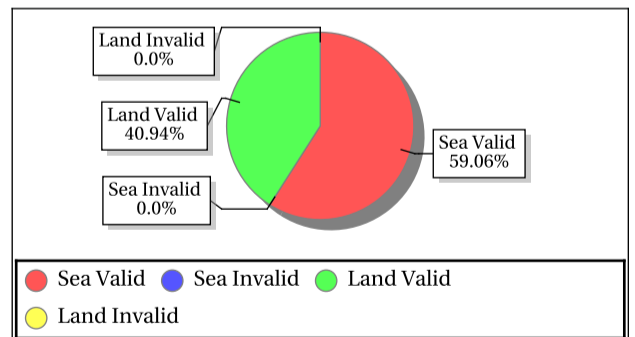 Land Invalid
0.0%
Land Valid
40.94%
Sea Valid
59.06%
Sea Invalid
0.0%
Sea Valid Sea Invalid Land Valid
Land Invalid